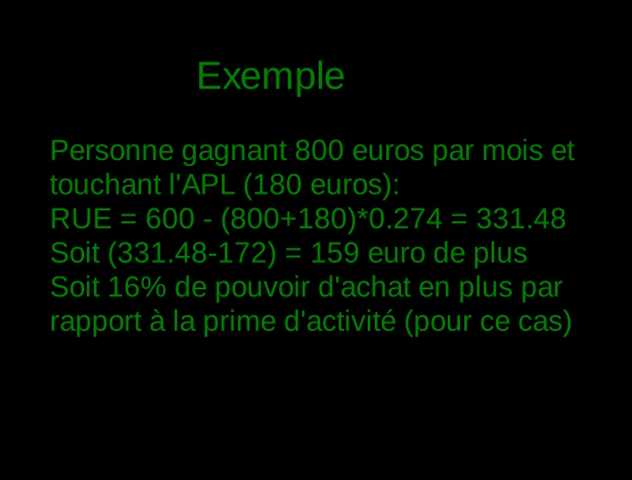 Exemple
Personne gagnant 800 euros par mois et
touchant l'APL (180 euros):
RUE = 600 - (800+180)*0.274 = 331.48
Soit (331.48-172) = 159 euro de plus
Soit 16% de pouvoir d'achat en plus par
rapport à la prime d'activité (pour ce cas)